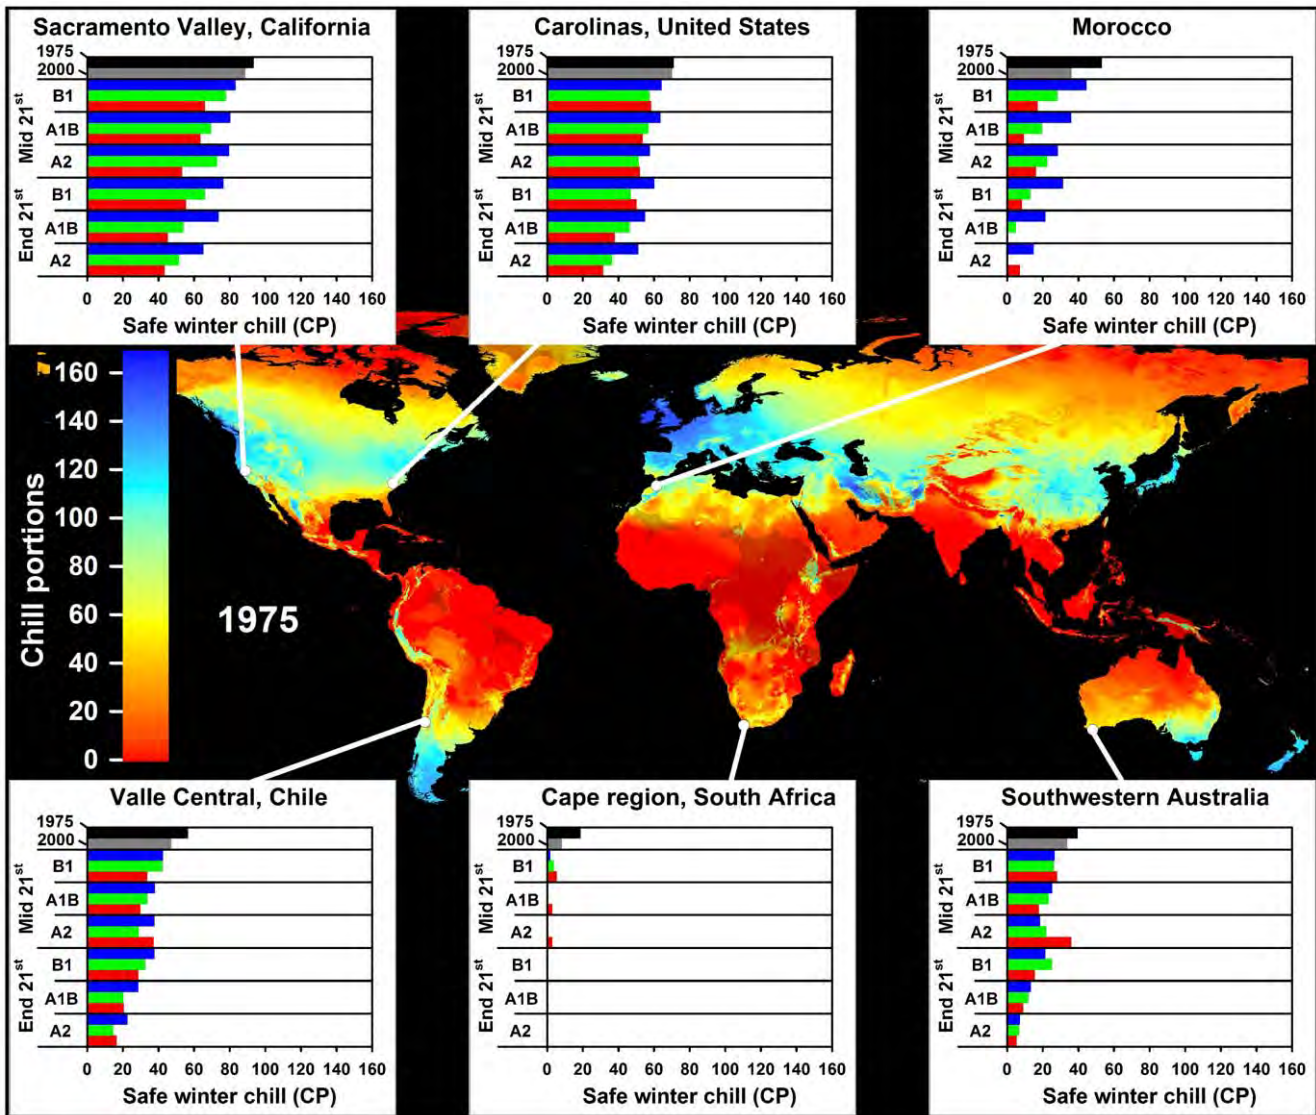 Sacramento Valley, California
1975
2000
Mid 21st
B1
A1B
A2
End 21st
B1
A1B
A2
0 20 40 60 80 100 120 140 160
Safe winter chill (CP)
Carolinas, United States
1975
2000
Mid 21st
B1
A1B
A2
End 21st
B1
A1B
A2
0 20 40 60 80 100 120 140 160
Safe winter chill (CP)
Morocco
1975
2000
Mid 21st
B1
A1B
A2
End 21st
B1
A1B
A2
0 20 40 60 80 100 120 140 160
Safe winter chill (CP)
Chill portions
160
140
120
100
80
60
40
20
0
1975
Valle Central, Chile
1975
2000
Mid 21st
B1
A1B
A2
End 21st
B1
A1B
A2
0 20 40 60 80 100 120 140 160
Safe winter chill (CP)
Cape region, South Africa
1975
2000
Mid 21st
B1
A1B
A2
End 21st
B1
A1B
A2
0 20 40 60 80 100 120 140 160
Safe winter chill (CP)
Southwestern Australia
1975
2000
Mid 21st
B1
A1B
A2
End 21st
B1
A1B
A2
0 20 40 60 80 100 120 140 160
Safe winter chill (CP)